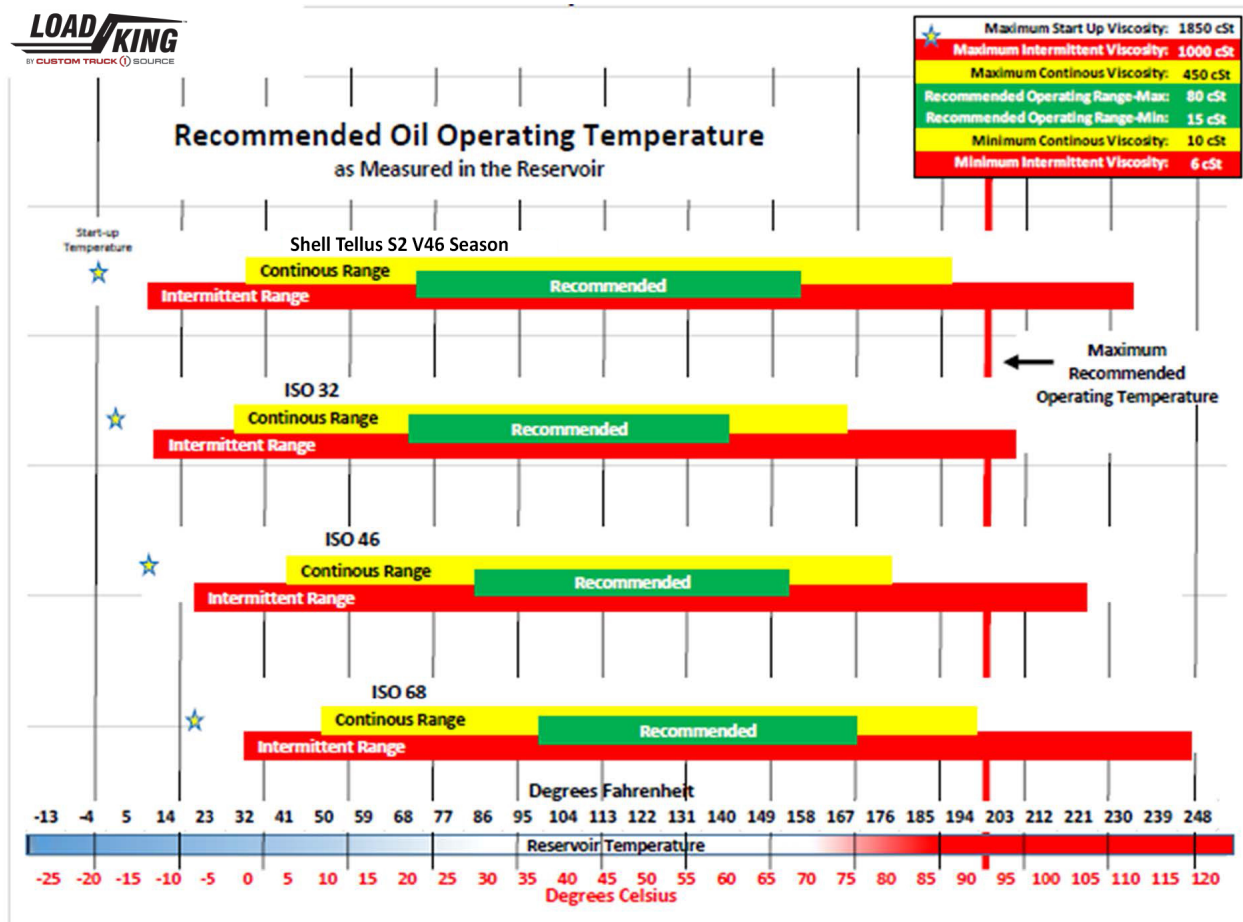 LOAD KING
BY CUSTOM TRUCK 1 SOURCE
Maximum Start Up Viscosity: 1850 cSt
Maximum Intermittent Viscosity: 1000 cSt
Maximum Continous Viscosity: 450 cSt
Recommended Operating Range-Max: 80 cSt
Recommended Operating Range-Min: 15 cSt
Minimum Continous Viscosity: 10 cSt
Minimum Intermittent Viscosity: 6 cSt
Recommended Oil Operating Temperature
as Measured in the Reservoir
Start-up
Temperature
Shell Tellus S2 V46 Season
Continous Range
Recommended
Intermittent Range
Maximum
Recommended
Operating Temperature
ISO 32
Continous Range
Recommended
Intermittent Range
ISO 46
Continous Range
Recommended
Intermittent Range
ISO 68
Continous Range
Recommended
Intermittent Range
Degrees Fahrenheit
-13 -4 5 14 23 32 41 50 59 68 77 86 95 104 113 122 131 140 149 158 167 176 185 194 203 212 221 230 239 248
Reservoir Temperature
-25 -20 -15 -10 -5 0 5 10 15 20 25 30 35 40 45 50 55 60 65 70 75 80 85 90 95 100 105 110 115 120
Degrees Celsius